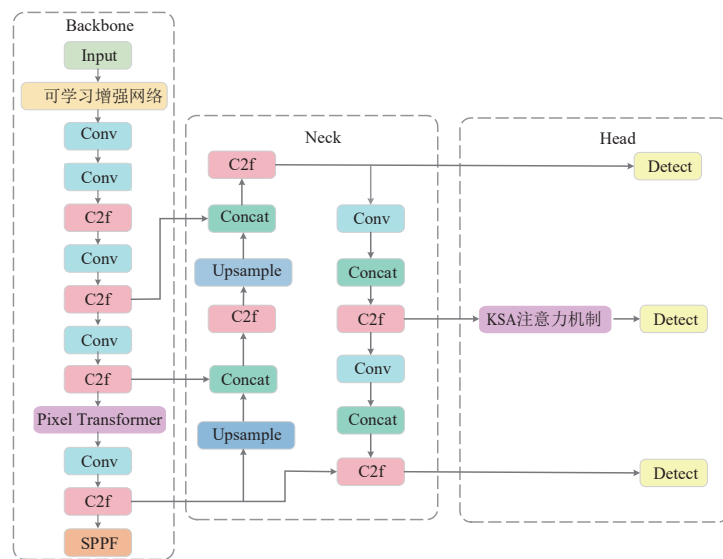 Backbone
Input
可学习增强网络
Conv
Conv
C2f
Conv
C2f
Conv
C2f
Pixel Transformer
Conv
C2f
SPPF
Neck
C2f
Concat
Upsample
C2f
Concat
Upsample
Conv
Concat
C2f
Conv
Concat
C2f
Head
Detect
KSA注意力机制
Detect
Detect